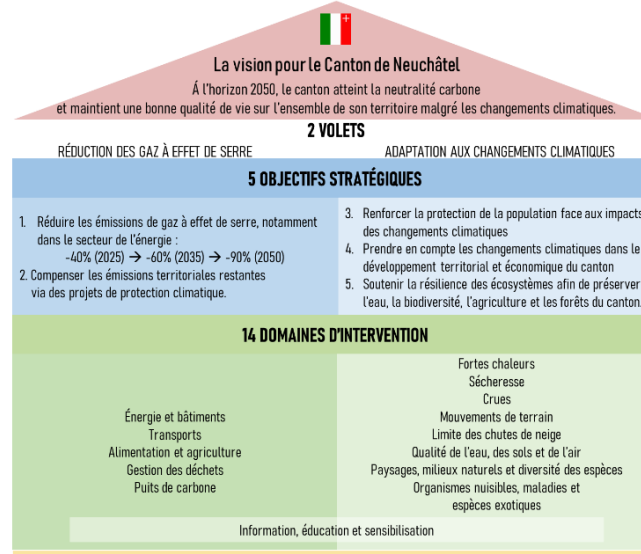 La vision pour le Canton de Neuchâtel
Á l'horizon 2050, le canton atteint la neutralité carbone
et maintient une bonne qualité de vie sur l'ensemble de son territoire malgré les changements climatiques.
2 VOLETS
RÉDUCTION DES GAZ À EFFET DE SERRE
ADAPTATION AUX CHANGEMENTS CLIMATIQUES
5 OBJECTIFS STRATÉGIQUES
1. Réduire les émissions de gaz à effet de serre, notamment
dans le secteur de l'énergie :
-40% (2025) → -60% (2035) → -90% (2050)
2. Compenser les émissions territoriales restantes
via des projets de protection climatique.
3. Renforcer la protection de la population face aux impacts
des changements climatiques
4. Prendre en compte les changements climatiques dans le
développement territorial et économique du canton
5. Soutenir la résilience des écosystèmes afin de préserver
l'eau, la biodiversité, l'agriculture et les forêts du canton.
14 DOMAINES D'INTERVENTION
Énergie et bâtiments
Transports
Alimentation et agriculture
Gestion des déchets
Puits de carbone
Fortes chaleurs
Sécheresse
Crues
Mouvements de terrain
Limite des chutes de neige
Qualité de l'eau, des sols et de l'air
Paysages, milieux naturels et diversité des espèces
Organismes nuisibles, maladies et
espèces exotiques
Information, éducation et sensibilisation